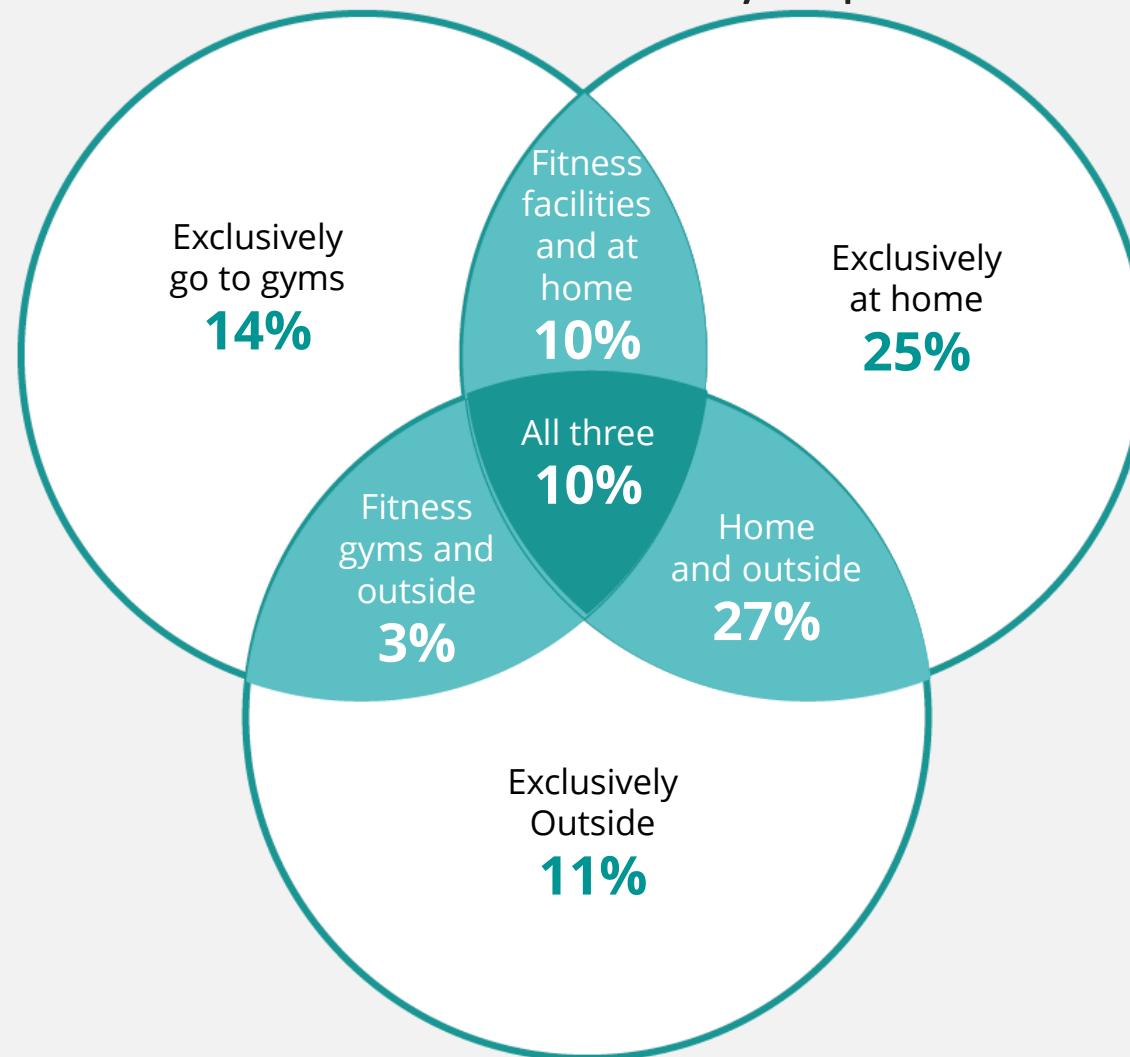 Exclusively
go to gyms
14%
Fitness
facilities
and at
home
10%
Exclusively
at home
25%
All three
10%
Fitness
gyms and
outside
3%
Home
and outside
27%
Exclusively
Outside
11%